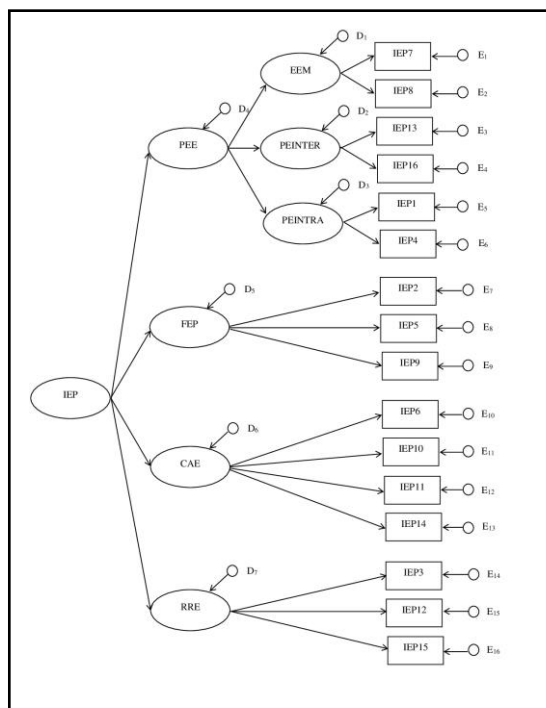 D1
EEM
IEP7
E1
IEP8
E2
D4
D2
PEE
PEINTER
IEP13
E3
IEP16
E4
D3
PEINTRA
IEP1
E5
IEP4
E6
D5
FEP
IEP2
E7
IEP5
E8
IEP9
E9
IEP
D6
CAE
IEP6
E10
IEP10
E11
IEP11
E12
IEP14
E13
D7
RRE
IEP3
E14
IEP12
E15
IEP15
E16